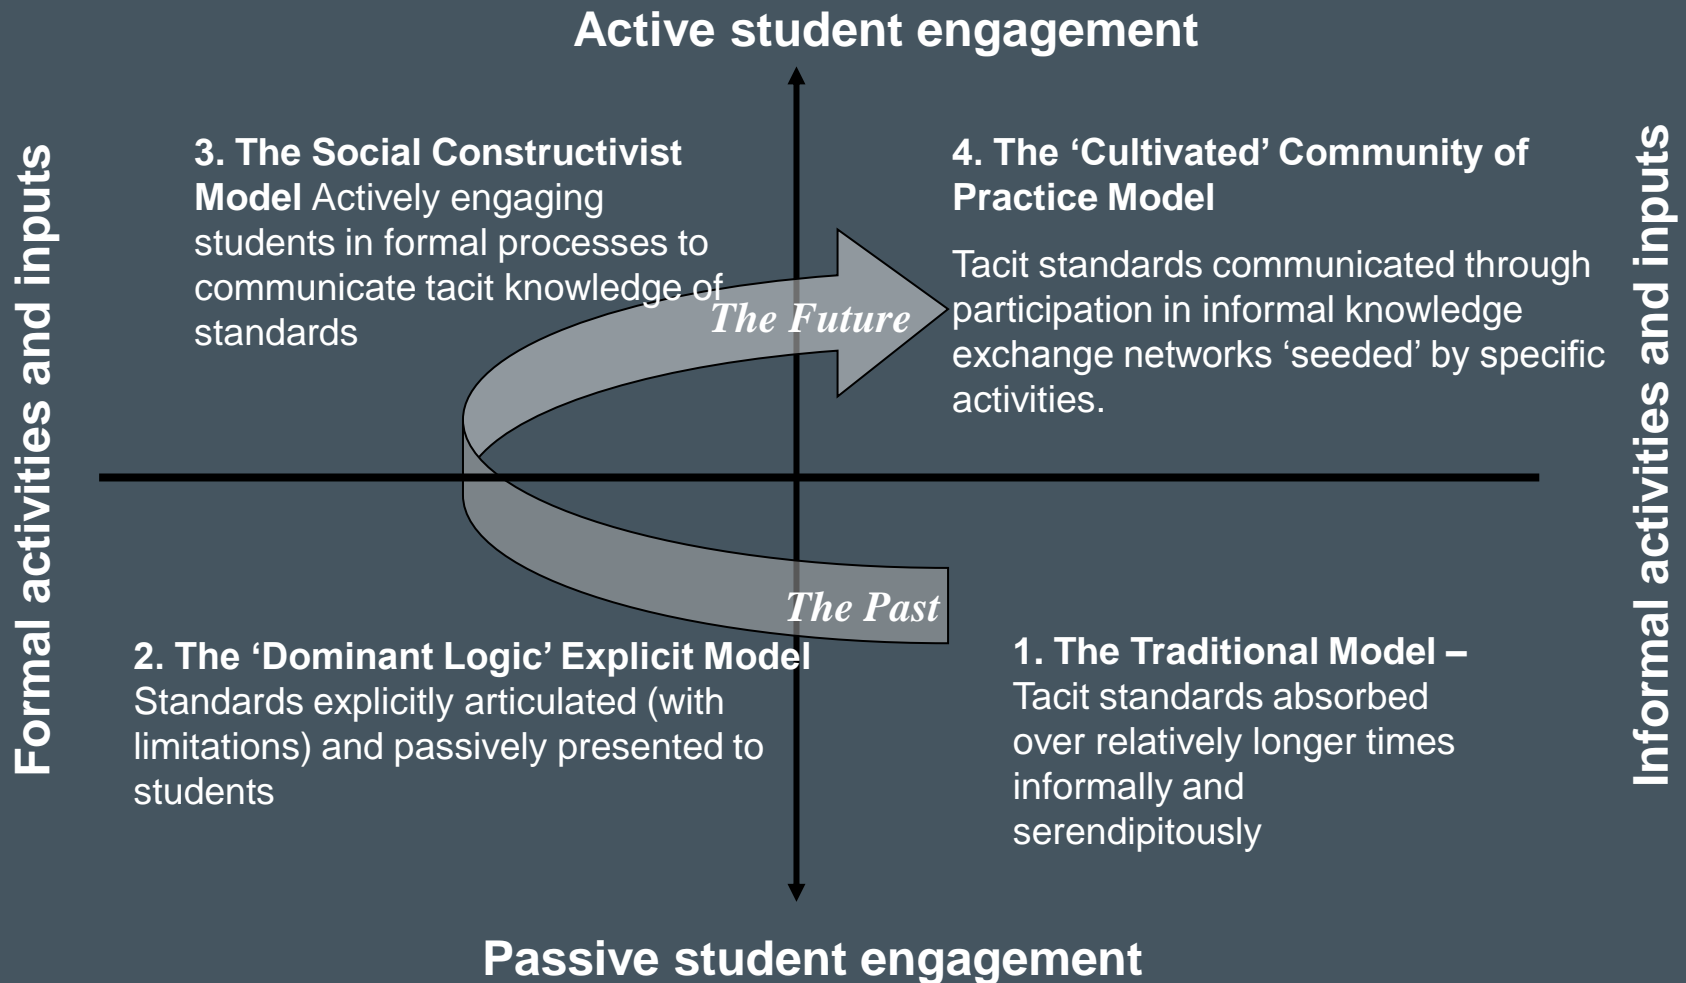 Active student engagement
Formal activities and inputs
3. The Social Constructivist
Model Actively engaging
students in formal processes to
communicate tacit knowledge of
standards
4. The ‘Cultivated’ Community of
Practice Model
Tacit standards communicated through
participation in informal knowledge
exchange networks ‘seeded’ by specific
activities.
Informal activities and inputs
The Future
The Past
2. The ‘Dominant Logic’ Explicit Model
Standards explicitly articulated (with
limitations) and passively presented to
students
1. The Traditional Model –
Tacit standards absorbed
over relatively longer times
informally and
serendipitously
Passive student engagement